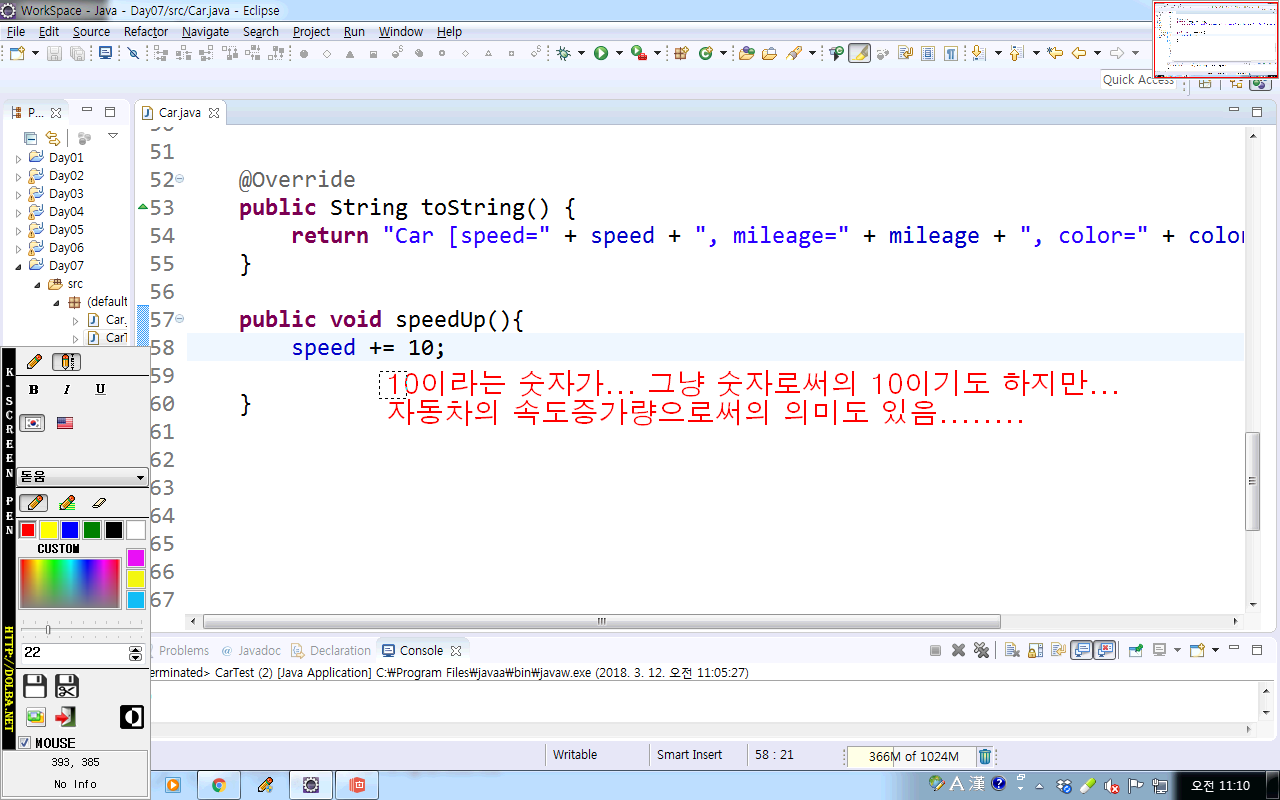 WorkSpace - Java - Day07/src/Car.java - Eclipse
File Edit Source Refactor Navigate Search Project Run Window Help
Quick Access
P...
Car.java
Day01
Day02
Day03
Day04
Day05
Day06
Day07
src
(default
Car.
CarT
51
52 @Override
53 public String toString() {
54 return "Car [speed=" + speed + ", mileage=" + mileage + ", color=" + color
55 }
56
57 public void speedUp(){
58 speed += 10;
59
60 }
61
62
63
64
65
66
67
10이라는 숫자가... 그냥 숫자로써의 10이기도 하지만...
자동차의 속도증가량으로써의 의미도 있음........
K-SCREEN PEN
HTTP://DOLBA.NET
B I U
돋움
CUSTOM
22
MOUSE
393, 385
No Info
Problems @ Javadoc Declaration Console
erminated> CarTest (2) [Java Application] C:₩Program Files₩javaa₩bin₩javaw.exe (2018. 3. 12. 오전 11:05:27)
Writable Smart Insert 58 : 21 366M of 1024M
A 漢
오전 11:10